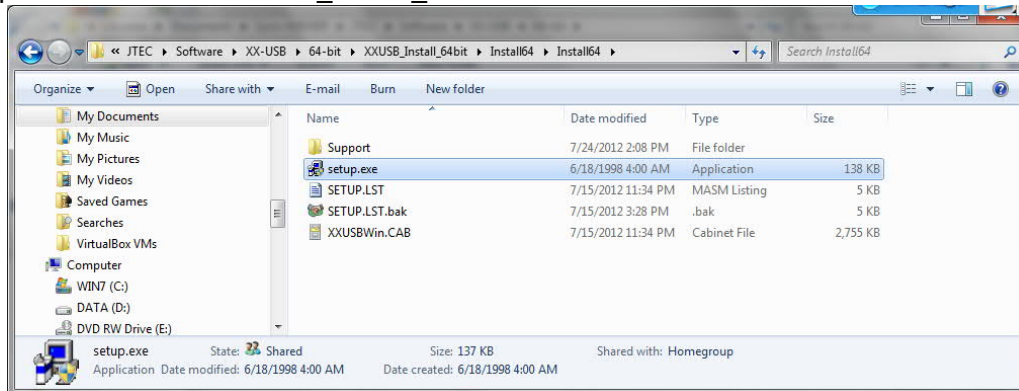 « JTEC ▸ Software ▸ XX-USB ▸ 64-bit ▸ XXUSB_Install_64bit ▸ Install64 ▸ Install64 ▸ Search Install64
Organize Open Share with E-mail Burn New folder
My Documents
My Music
My Pictures
My Videos
Saved Games
Searches
VirtualBox VMs
Computer
WIN7 (C:)
DATA (D:)
DVD RW Drive (E:)
Name Date modified Type Size
Support 7/24/2012 2:08 PM File folder
setup.exe 6/18/1998 4:00 AM Application 138 KB
SETUP.LST 7/15/2012 11:34 PM MASM Listing 5 KB
SETUP.LST.bak 7/15/2012 3:28 PM .bak 5 KB
XXUSBWin.CAB 7/15/2012 11:34 PM Cabinet File 2,755 KB
setup.exe State: Shared Size: 137 KB Shared with: Homegroup
Application Date modified: 6/18/1998 4:00 AM Date created: 6/18/1998 4:00 AM